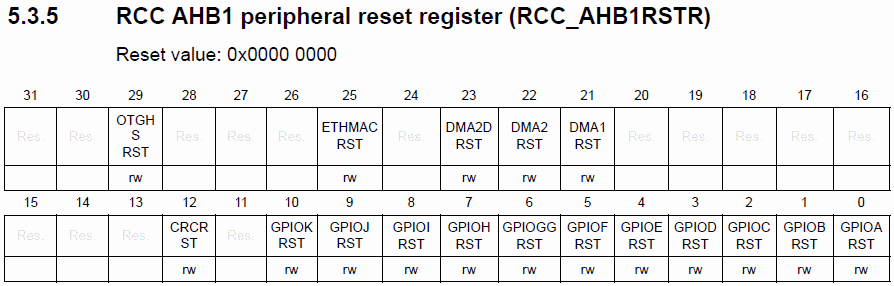 5.3.5 RCC AHB1 peripheral reset register (RCC_AHB1RSTR)
Reset value: 0x0000 0000
31 30 29 28 27 26 25 24 23 22 21 20 19 18 17 16
Res. Res. OTGH S RST Res. Res. Res. ETHMAC RST Res. DMA2D RST DMA2 RST DMA1 RST Res. Res. Res. Res. Res.
rw rw rw rw rw
15 14 13 12 11 10 9 8 7 6 5 4 3 2 1 0
Res. Res. Res. CRCR ST Res. GPIOK RST GPIOJ RST GPIOI RST GPIOH RST GPIOGG RST GPIOF RST GPIOE RST GPIOD RST GPIOC RST GPIOB RST GPIOA RST
rw rw rw rw rw rw rw rw rw rw rw rw